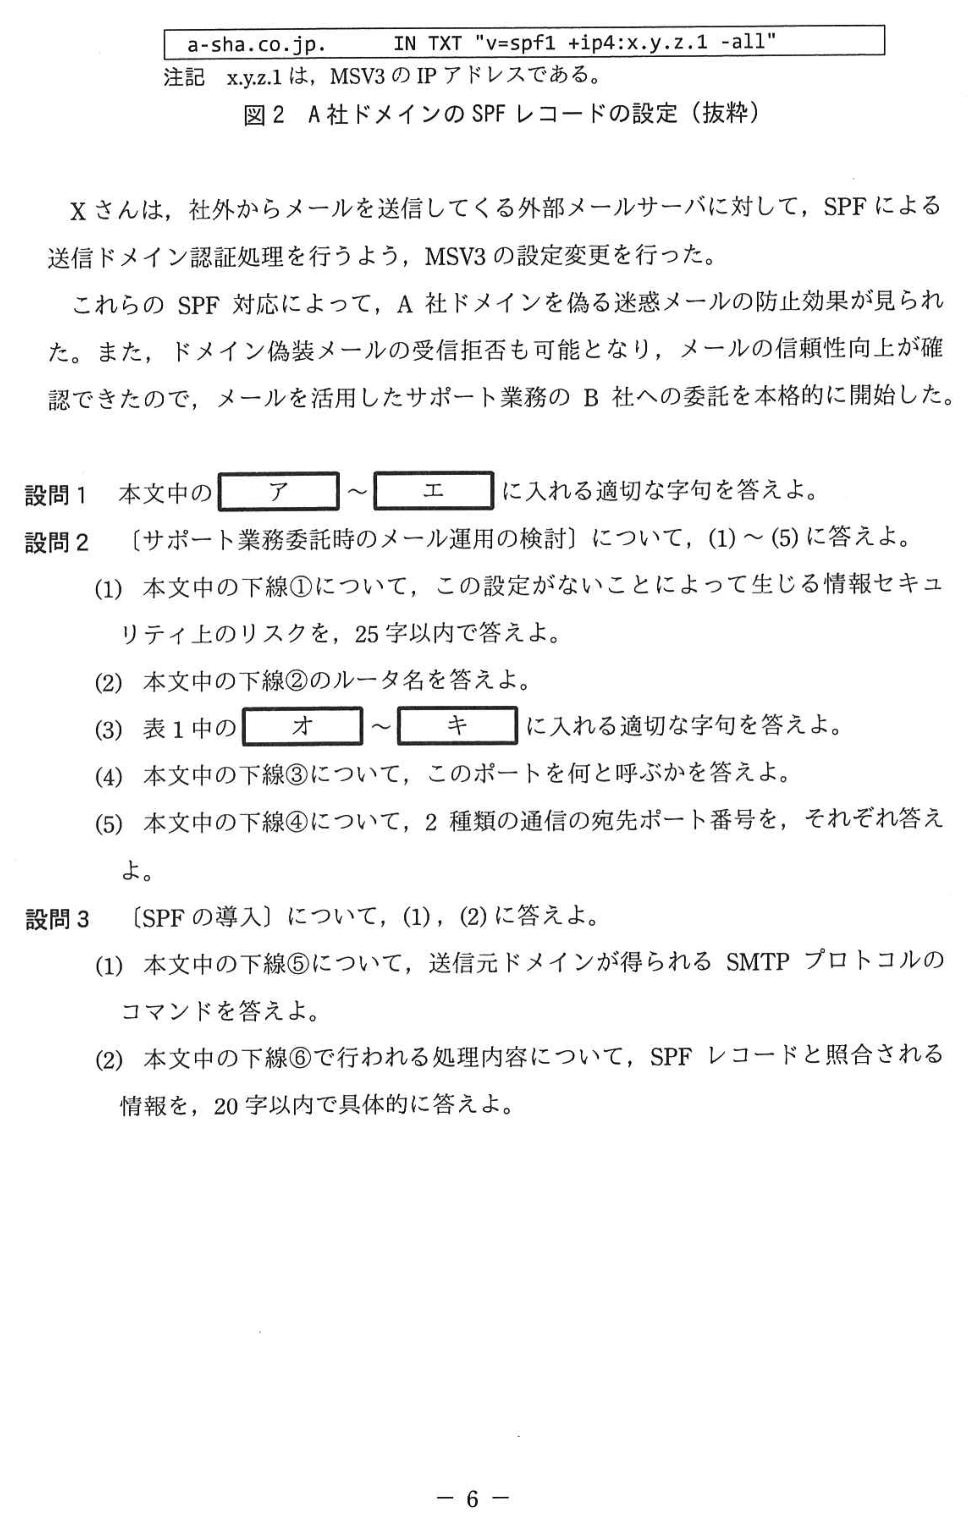 a-sha.co.jp. IN TXT "v=spf1 +ip4:x.y.z.1 -all"
注記 x.y.z.1 は，MSV3 の IP アドレスである。
図2 A 社ドメインの SPF レコードの設定（抜粋）
X さんは，社外からメールを送信してくる外部メールサーバに対して，SPF による
送信ドメイン認証処理を行うよう，MSV3 の設定変更を行った。
これらの SPF 対応によって，A 社ドメインを偽る迷惑メールの防止効果が見られ
た。また，ドメイン偽装メールの受信拒否も可能となり，メールの信頼性向上が確
認できたので，メールを活用したサポート業務の B 社への委託を本格的に開始した。
設問1 本文中の ア ～ エ に入れる適切な字句を答えよ。
設問2 〔サポート業務委託時のメール運用の検討〕について，(1)～(5)に答えよ。
(1) 本文中の下線①について，この設定がないことによって生じる情報セキュ
リティ上のリスクを，25 字以内で答えよ。
(2) 本文中の下線②のルータ名を答えよ。
(3) 表 1 中の オ ～ キ に入れる適切な字句を答えよ。
(4) 本文中の下線③について，このポートを何と呼ぶかを答えよ。
(5) 本文中の下線④について，2 種類の通信の宛先ポート番号を，それぞれ答え
よ。
設問3 〔SPF の導入〕について，(1)，(2)に答えよ。
(1) 本文中の下線⑤について，送信元ドメインが得られる SMTP プロトコルの
コマンドを答えよ。
(2) 本文中の下線⑥で行われる処理内容について，SPF レコードと照合される
情報を，20 字以内で具体的に答えよ。
－ 6 －